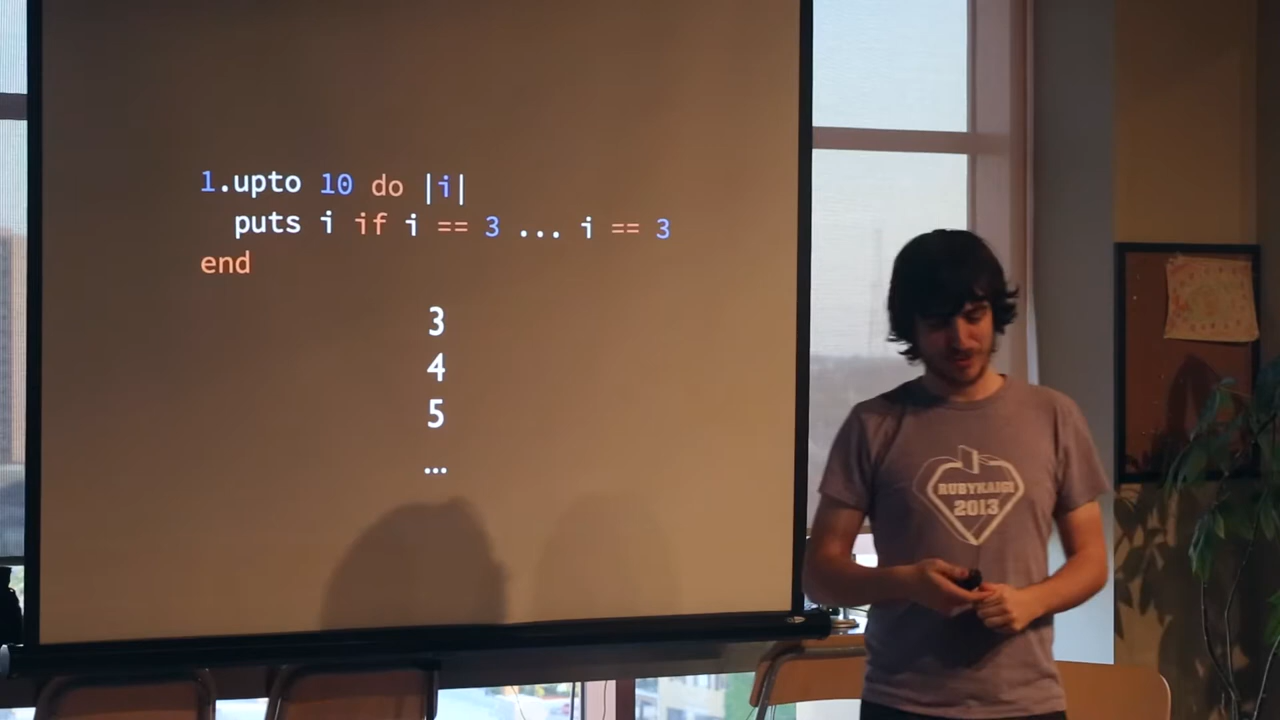 1.upto 10 do |i|
  puts i if i == 3 ... i == 3
end
3
4
5
...
RUBYKAIGI
2013